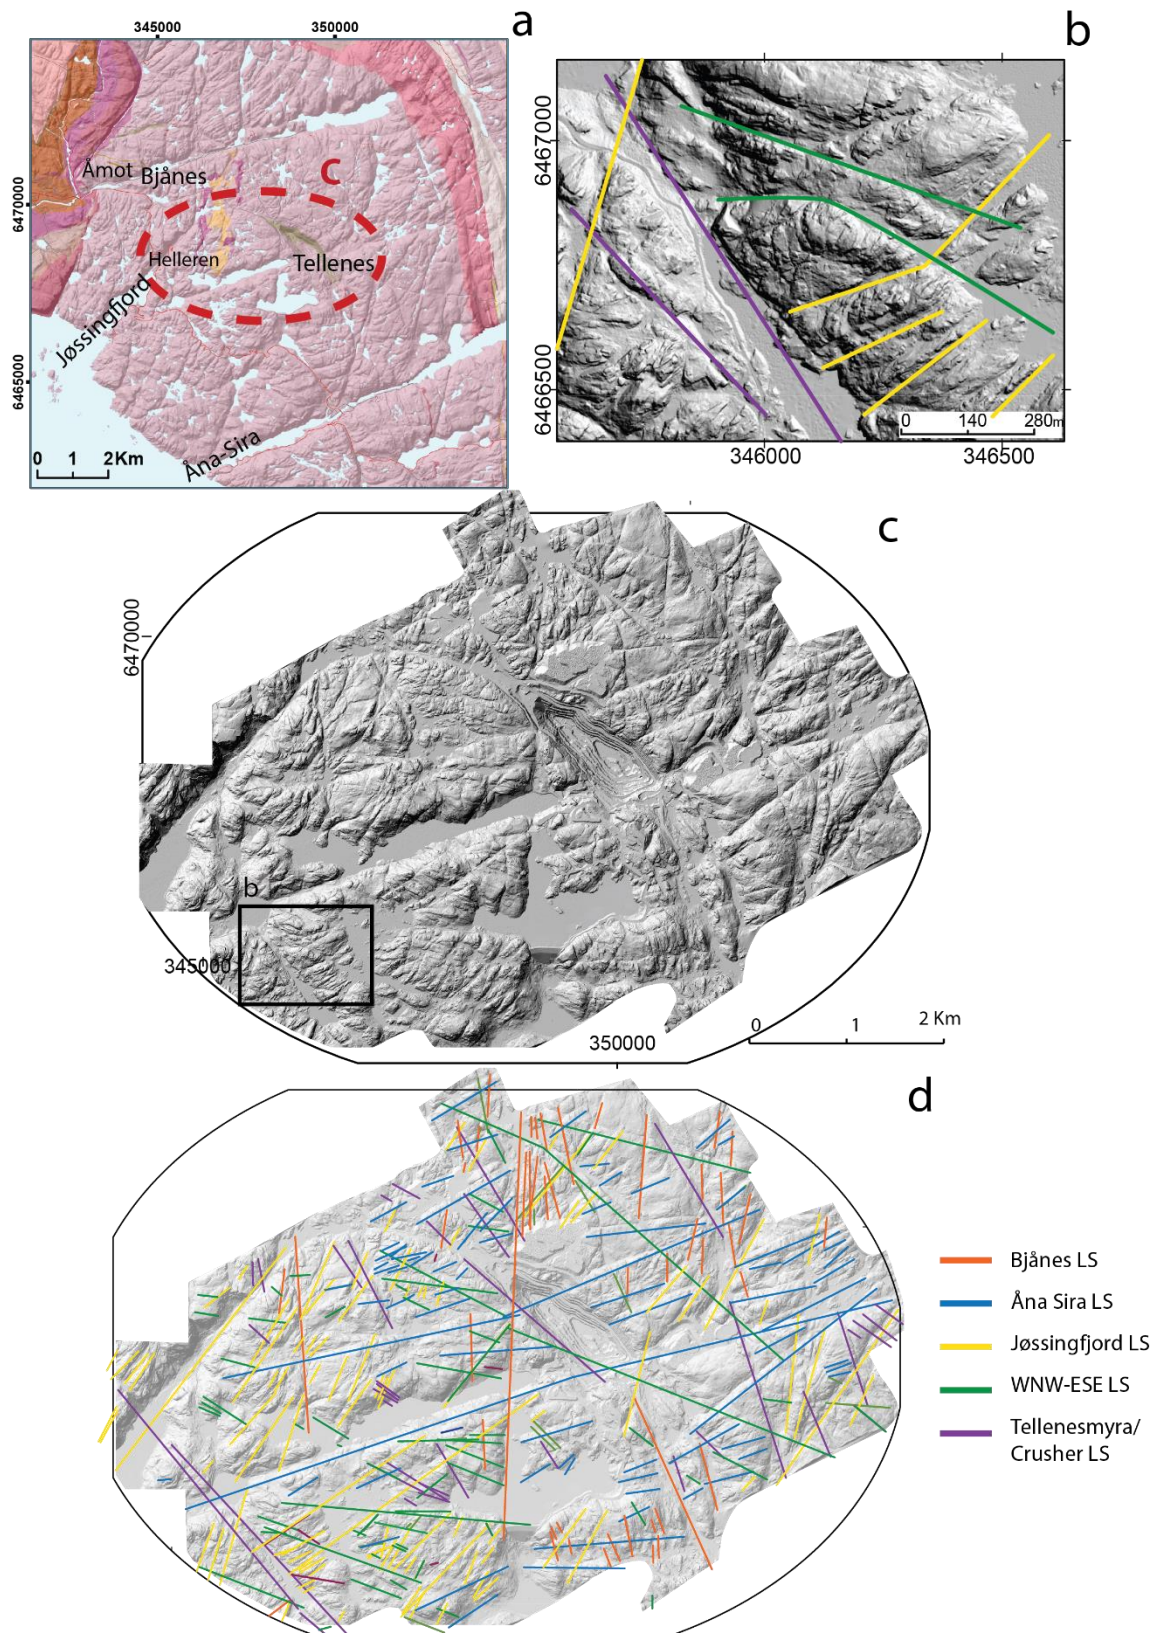 345000
350000
a
6470000
6465000
Åmot
Bjånes
C
Helleren
Tellenes
Jøssingfjord
Åna-Sira
0 1 2Km
b
6467000
6466500
0 140 280m
346000
346500
c
6470000
b
345000
350000
0 1 2 Km
d
Bjånes LS
Åna Sira LS
Jøssingfjord LS
WNW-ESE LS
Tellenesmyra/
Crusher LS